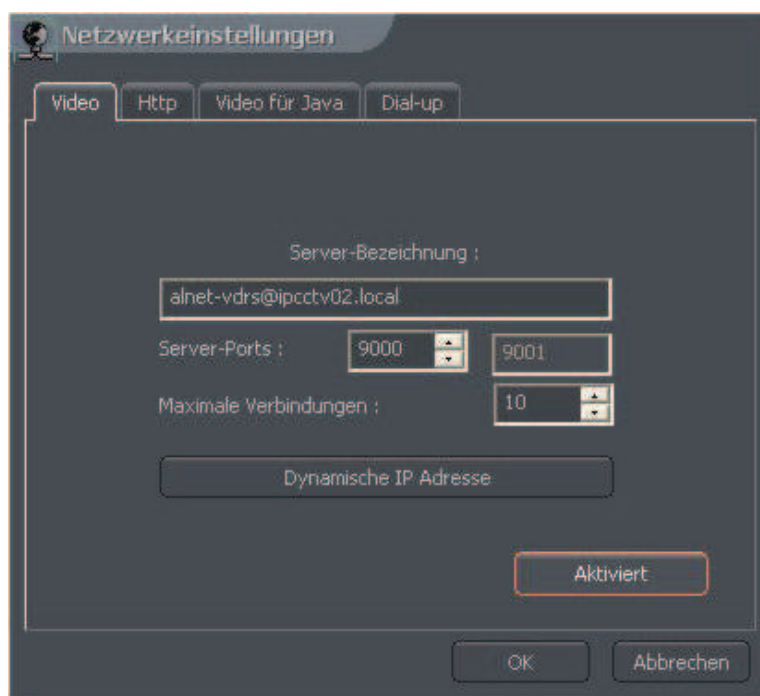 Netzwerkeinstellungen
Video Http Video für Java Dial-up
Server-Bezeichnung :
alnet-vdrs@ipcctv02.local
Server-Ports : 9000 9001
Maximale Verbindungen : 10
Dynamische IP Adresse
Aktiviert
OK Abbrechen